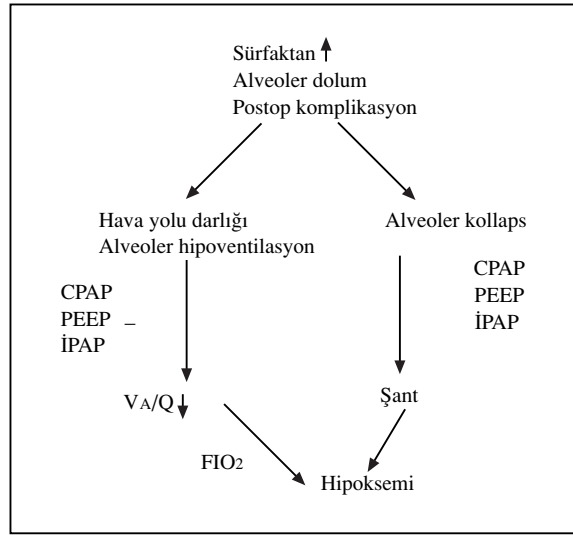 Sürfaktan ↑
Alveoler dolum
Postop komplikasyon
Hava yolu darlığı
Alveoler hipoventilasyon
Alveoler kollaps
CPAP
PEEP –
İPAP
CPAP
PEEP
İPAP
VA/Q ↓
Şant
FIO2
Hipoksemi